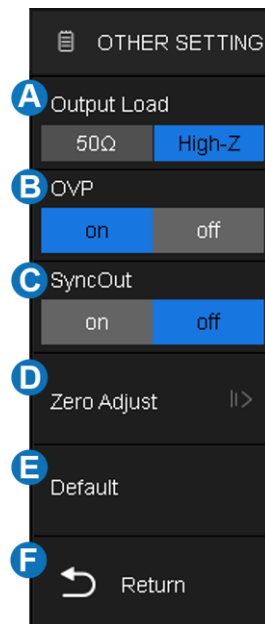 OTHER SETTING
A
Output Load
50Ω High-Z
B
OVP
on off
C
SyncOut
on off
D
Zero Adjust
E
Default
F
Return